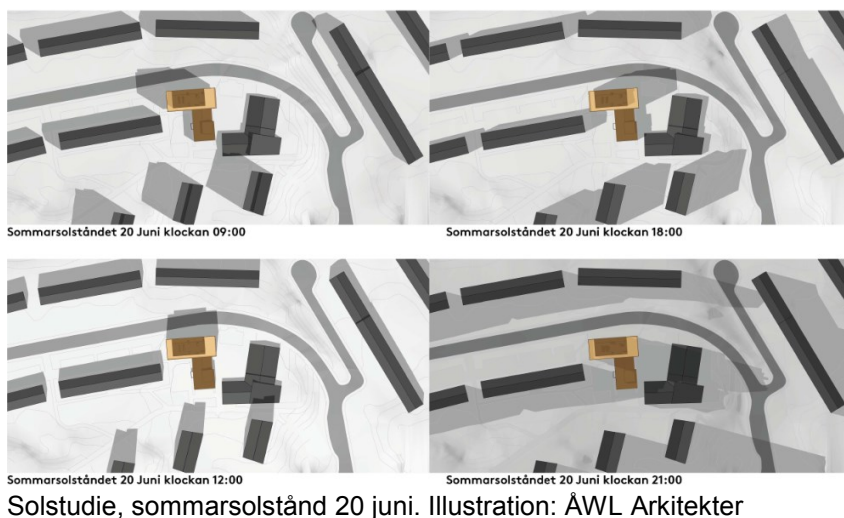 Sommarsolståndet 20 Juni klockan 09:00
Sommarsolståndet 20 Juni klockan 18:00
Sommarsolståndet 20 Juni klockan 12:00
Sommarsolståndet 20 Juni klockan 21:00
Solstudie, sommarsolstånd 20 juni. Illustration: ÅWL Arkitekter